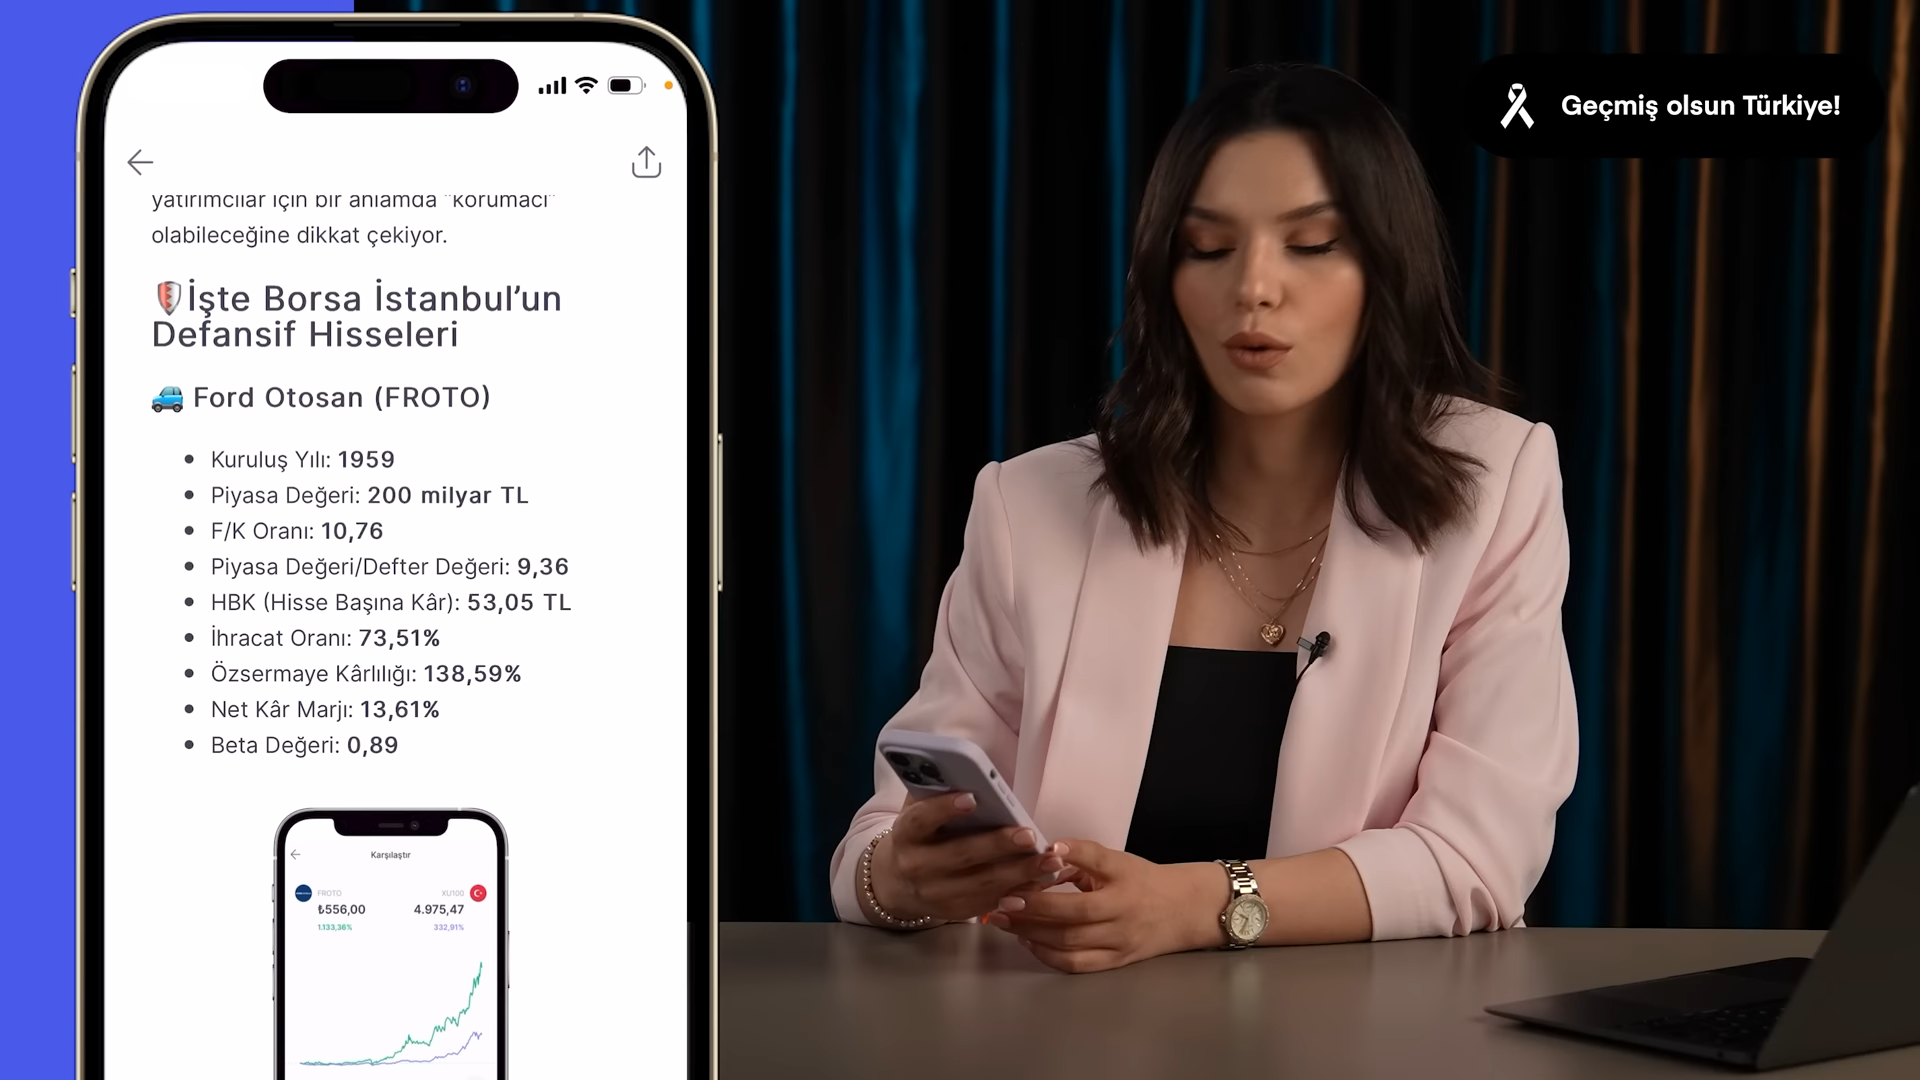 yatırımcılar için bir anlamda "korumacı"
olabileceğine dikkat çekiyor.
İşte Borsa İstanbul’un
Defansif Hisseleri
Ford Otosan (FROTO)
Kuruluş Yılı: 1959
Piyasa Değeri: 200 milyar TL
F/K Oranı: 10,76
Piyasa Değeri/Defter Değeri: 9,36
HBK (Hisse Başına Kâr): 53,05 TL
İhracat Oranı: 73,51%
Özsermaye Kârlılığı: 138,59%
Net Kâr Marjı: 13,61%
Beta Değeri: 0,89
Karşılaştır
FROTO XU100
₺556,00 4.975,47
1.133,36% 332,91%
Geçmiş olsun Türkiye!